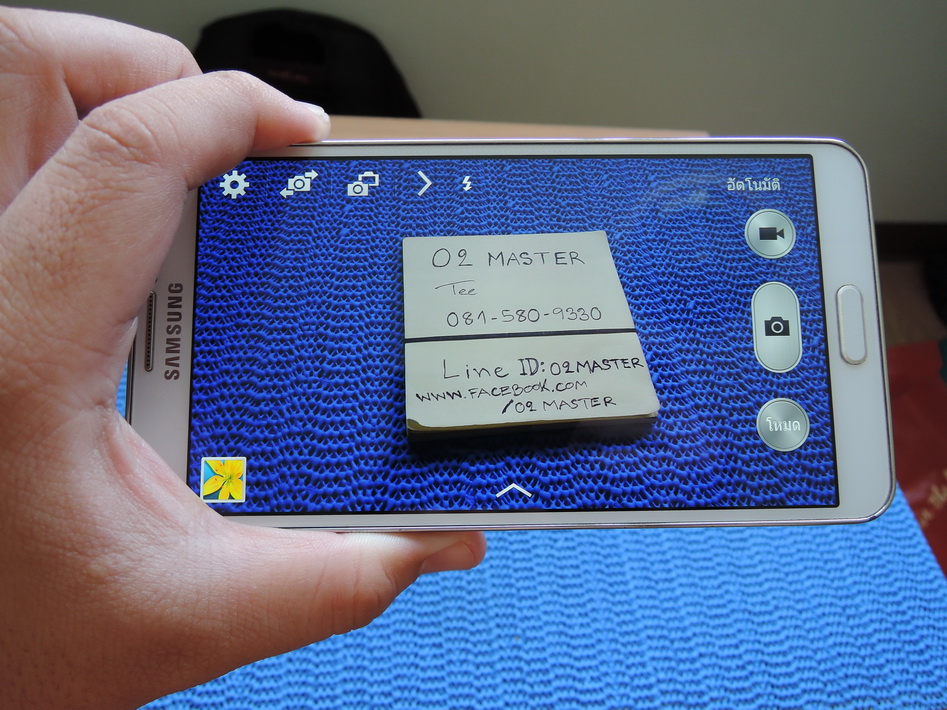 อัตโนมัติ
O2 MASTER
Tee
081-580-9330
Line ID: O2MASTER
WWW.FACEBOOK.COM
/O2 MASTER
โหมด
SAMSUNG